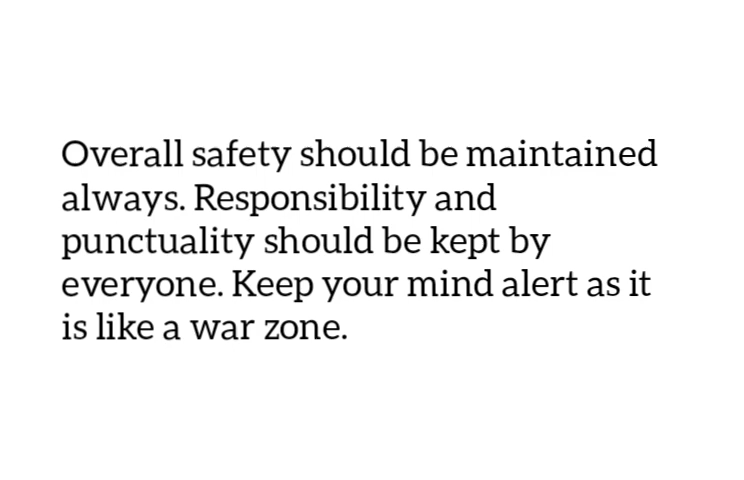 Overall safety should be maintained
always. Responsibility and
punctuality should be kept by
everyone. Keep your mind alert as it
is like a war zone.